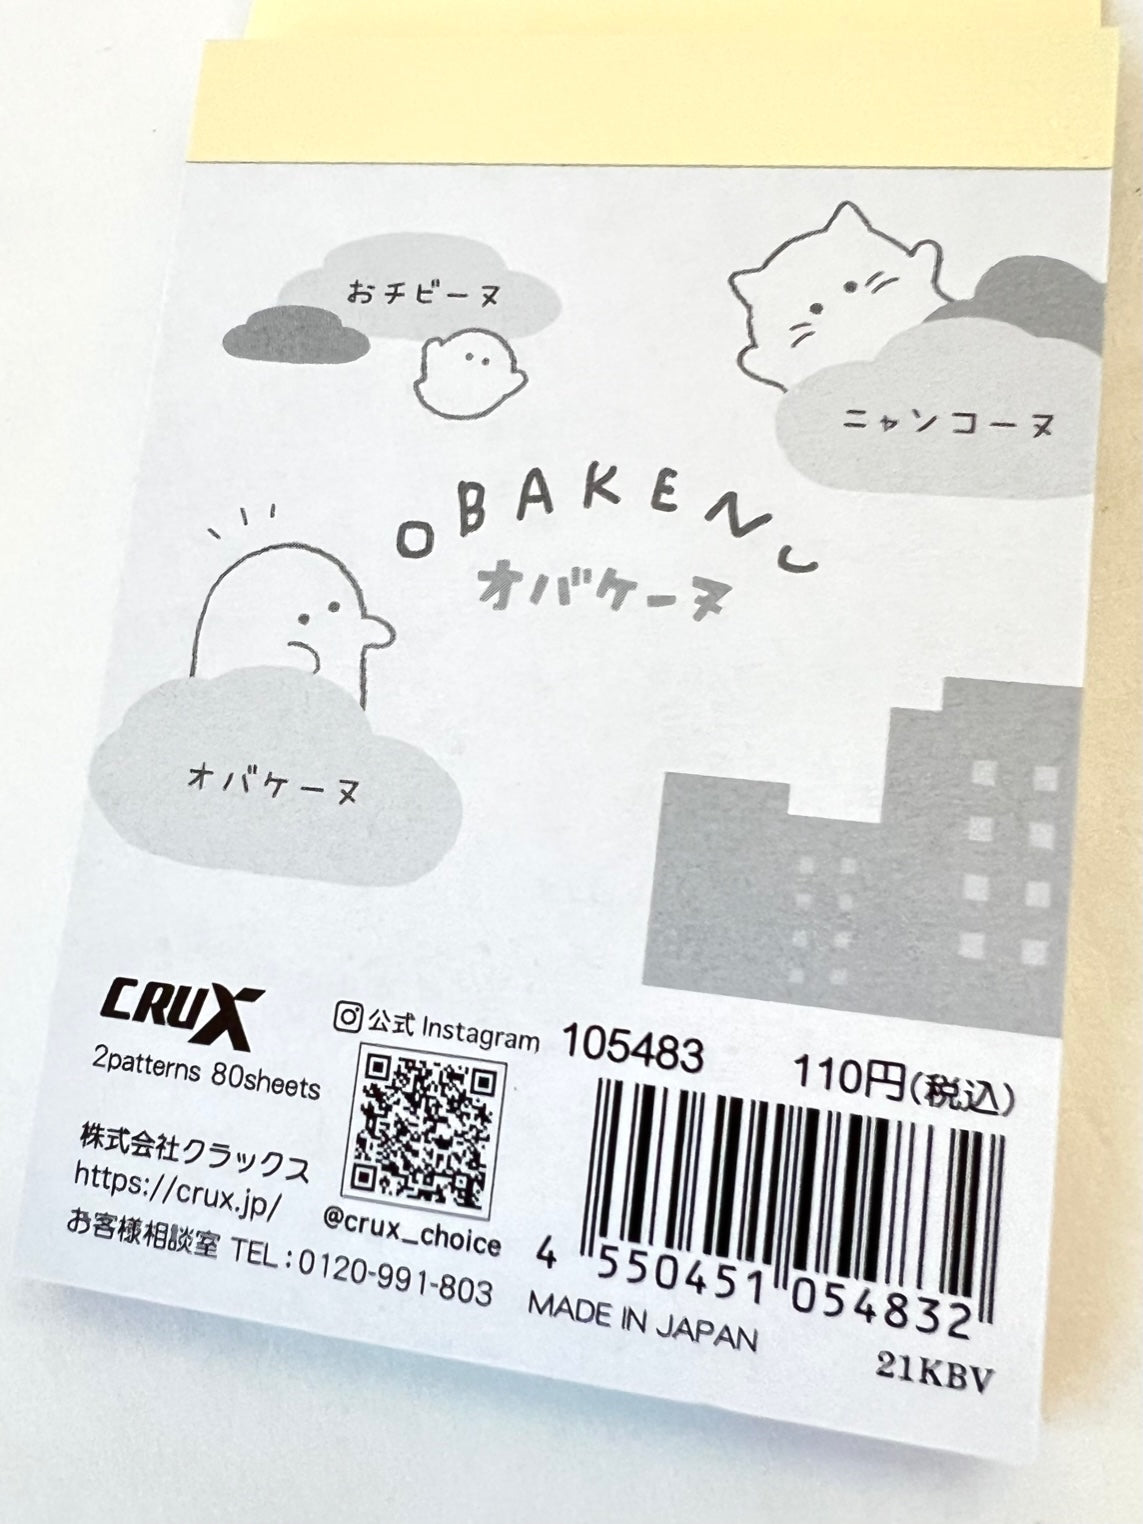 おチビーヌ
ニャンコーヌ
OBAKENU
オバケーヌ
オバケーヌ
CRUX
2patterns 80sheets
株式会社クラックス
https://crux.jp/
お客様相談室 TEL:0120-991-803
公式 Instagram
@crux_choice
105483
110円(税込)
4 550451 054832
MADE IN JAPAN
21KBV